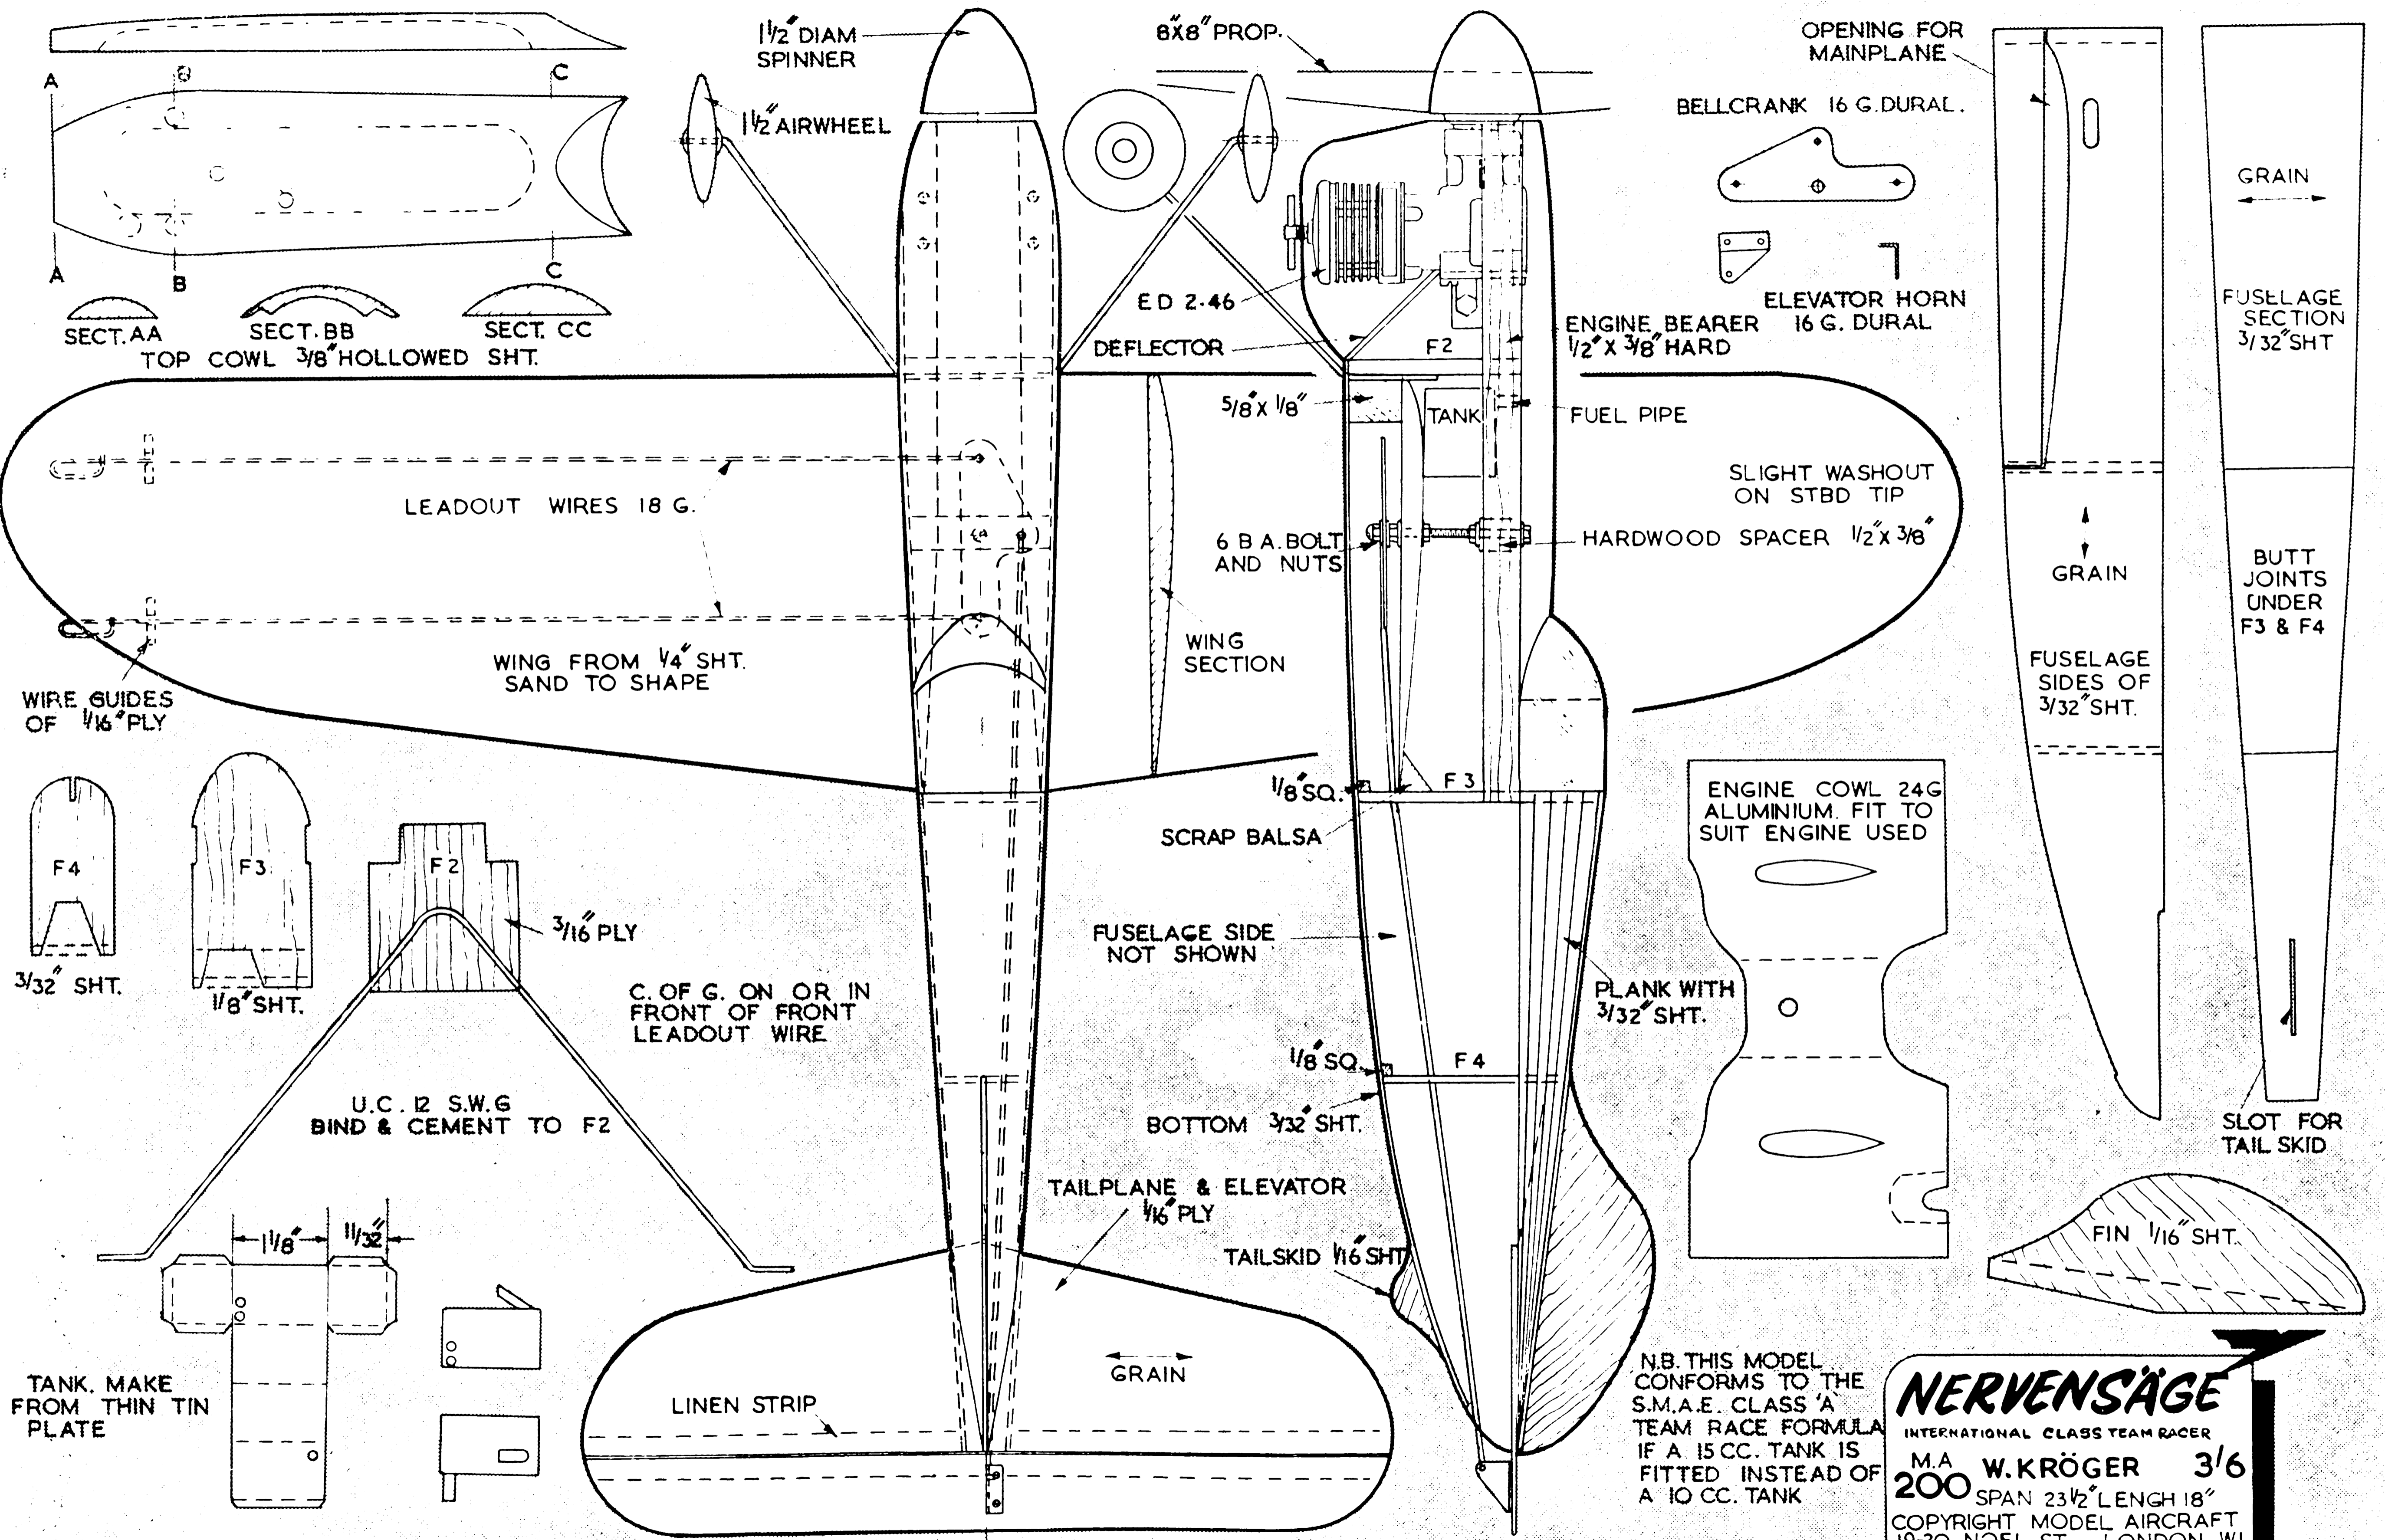 1½" DIAM
SPINNER
8"X8" PROP.
OPENING FOR
MAINPLANE
A
B
C
1½" AIRWHEEL
BELLCRANK 16 G. DURAL.
GRAIN
A
B
C
SECT. AA
SECT. BB
SECT. CC
TOP COWL 3/8" HOLLOWED SHT.
ED 2·46
ELEVATOR HORN
16 G. DURAL
FUSELAGE
SECTION
3/32" SHT
DEFLECTOR
F2
ENGINE BEARER
1/2" X 3/8" HARD
5/8" X 1/8"
TANK
FUEL PIPE
LEADOUT WIRES 18 G.
SLIGHT WASHOUT
ON STBD TIP
6 B A. BOLT
AND NUTS
HARDWOOD SPACER 1/2" X 3/8"
GRAIN
BUTT
JOINTS
UNDER
F3 & F4
WING
SECTION
WING FROM 1/4" SHT.
SAND TO SHAPE
FUSELAGE
SIDES OF
3/32" SHT.
WIRE GUIDES
OF 1/16" PLY
1/8" SQ.
F 3
SCRAP BALSA
ENGINE COWL 24G
ALUMINIUM. FIT TO
SUIT ENGINE USED
F4
F3
F2
3/16" PLY
3/32" SHT.
1/8" SHT.
FUSELAGE SIDE
NOT SHOWN
C. OF G. ON OR IN
FRONT OF FRONT
LEADOUT WIRE
PLANK WITH
3/32" SHT.
1/8" SQ.
F 4
U.C. 12 S.W.G
BIND & CEMENT TO F2
BOTTOM 3/32" SHT.
SLOT FOR
TAIL SKID
TAILPLANE & ELEVATOR
1/16" PLY
TAILSKID 1/16" SHT
FIN 1/16" SHT.
1 1/8"
11/32"
TANK. MAKE
FROM THIN TIN
PLATE
LINEN STRIP
GRAIN
N.B. THIS MODEL
CONFORMS TO THE
S.M.A.E. CLASS 'A'
TEAM RACE FORMULA
IF A 15 CC. TANK IS
FITTED INSTEAD OF
A 10 CC. TANK
NERVENSÄGE
INTERNATIONAL CLASS TEAM RACER
M.A
200 W. KRÖGER 3'6
SPAN 23½" LENGH 18"
COPYRIGHT MODEL AIRCRAFT
19-20 NOEL ST. LONDON W1